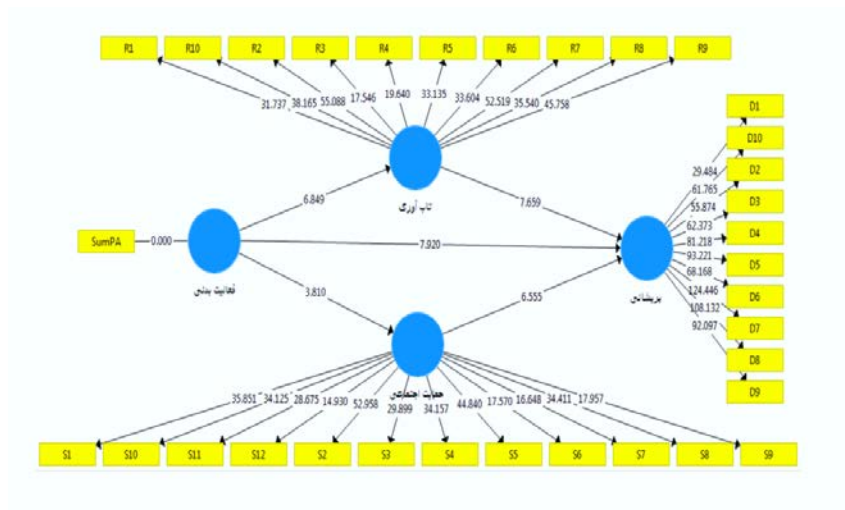 R1 R10 R2 R3 R4 R5 R6 R7 R8 R9
31.737 38.165 55.088 17.546 19.640 33.135 33.604 52.519 35.540 45.758
تاب آوری
6.849
7.659
SumPA
0.000
فعالیت بدنی
7.920
پریشانی
3.810
6.555
D1
D10
D2
D3
D4
D5
D6
D7
D8
D9
29.484
61.765
55.874
62.373
81.218
93.221
68.168
124.446
108.132
92.097
حمایت اجتماعی
35.851 34.125 28.675 14.930 52.958 29.899 34.157 44.840 17.570 16.648 34.411 17.957
S1 S10 S11 S12 S2 S3 S4 S5 S6 S7 S8 S9